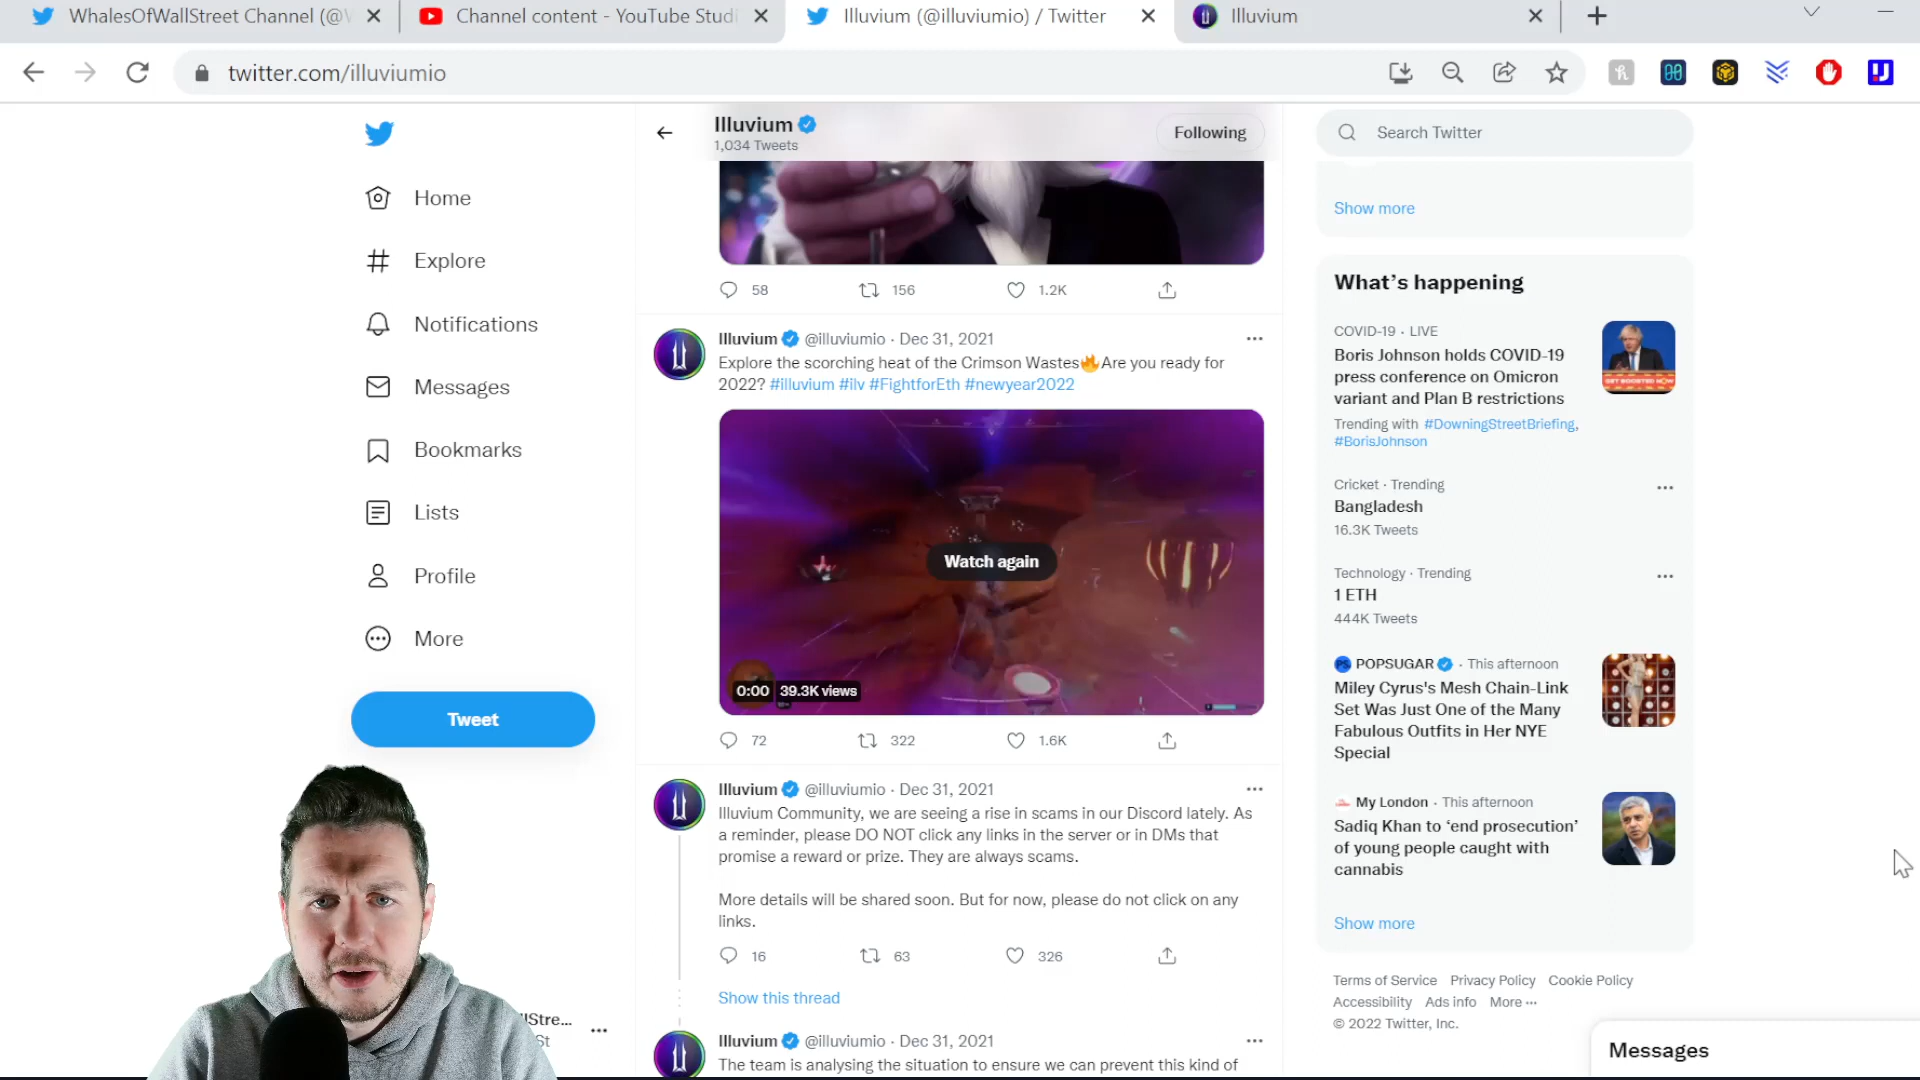 WhalesOfWallStreet Channel (@W
Channel content - YouTube Studi
Illuvium (@illuviumio) / Twitter
Illuvium
twitter.com/illuviumio
Home
Explore
Notifications
Messages
Bookmarks
Lists
Profile
More
Tweet
lStre...
St
Illuvium
1,034 Tweets
Following
58
156
1.2K
Illuvium @illuviumio · Dec 31, 2021
Explore the scorching heat of the Crimson Wastes🔥Are you ready for
2022? #illuvium #ilv #FightforEth #newyear2022
Watch again
0:00 39.3K views
72
322
1.6K
Illuvium @illuviumio · Dec 31, 2021
Illuvium Community, we are seeing a rise in scams in our Discord lately. As
a reminder, please DO NOT click any links in the server or in DMs that
promise a reward or prize. They are always scams.
More details will be shared soon. But for now, please do not click on any
links.
16
63
326
Show this thread
Illuvium @illuviumio · Dec 31, 2021
The team is analysing the situation to ensure we can prevent this kind of
Search Twitter
Show more
What's happening
COVID-19 · LIVE
Boris Johnson holds COVID-19
press conference on Omicron
variant and Plan B restrictions
Trending with #DowningStreetBriefing,
#BorisJohnson
GET BOOSTED NOW
Cricket · Trending
Bangladesh
16.3K Tweets
Technology · Trending
1 ETH
444K Tweets
POPSUGAR · This afternoon
Miley Cyrus's Mesh Chain-Link
Set Was Just One of the Many
Fabulous Outfits in Her NYE
Special
My London · This afternoon
Sadiq Khan to ‘end prosecution’
of young people caught with
cannabis
Show more
Terms of Service Privacy Policy Cookie Policy
Accessibility Ads info More ...
© 2022 Twitter, Inc.
Messages